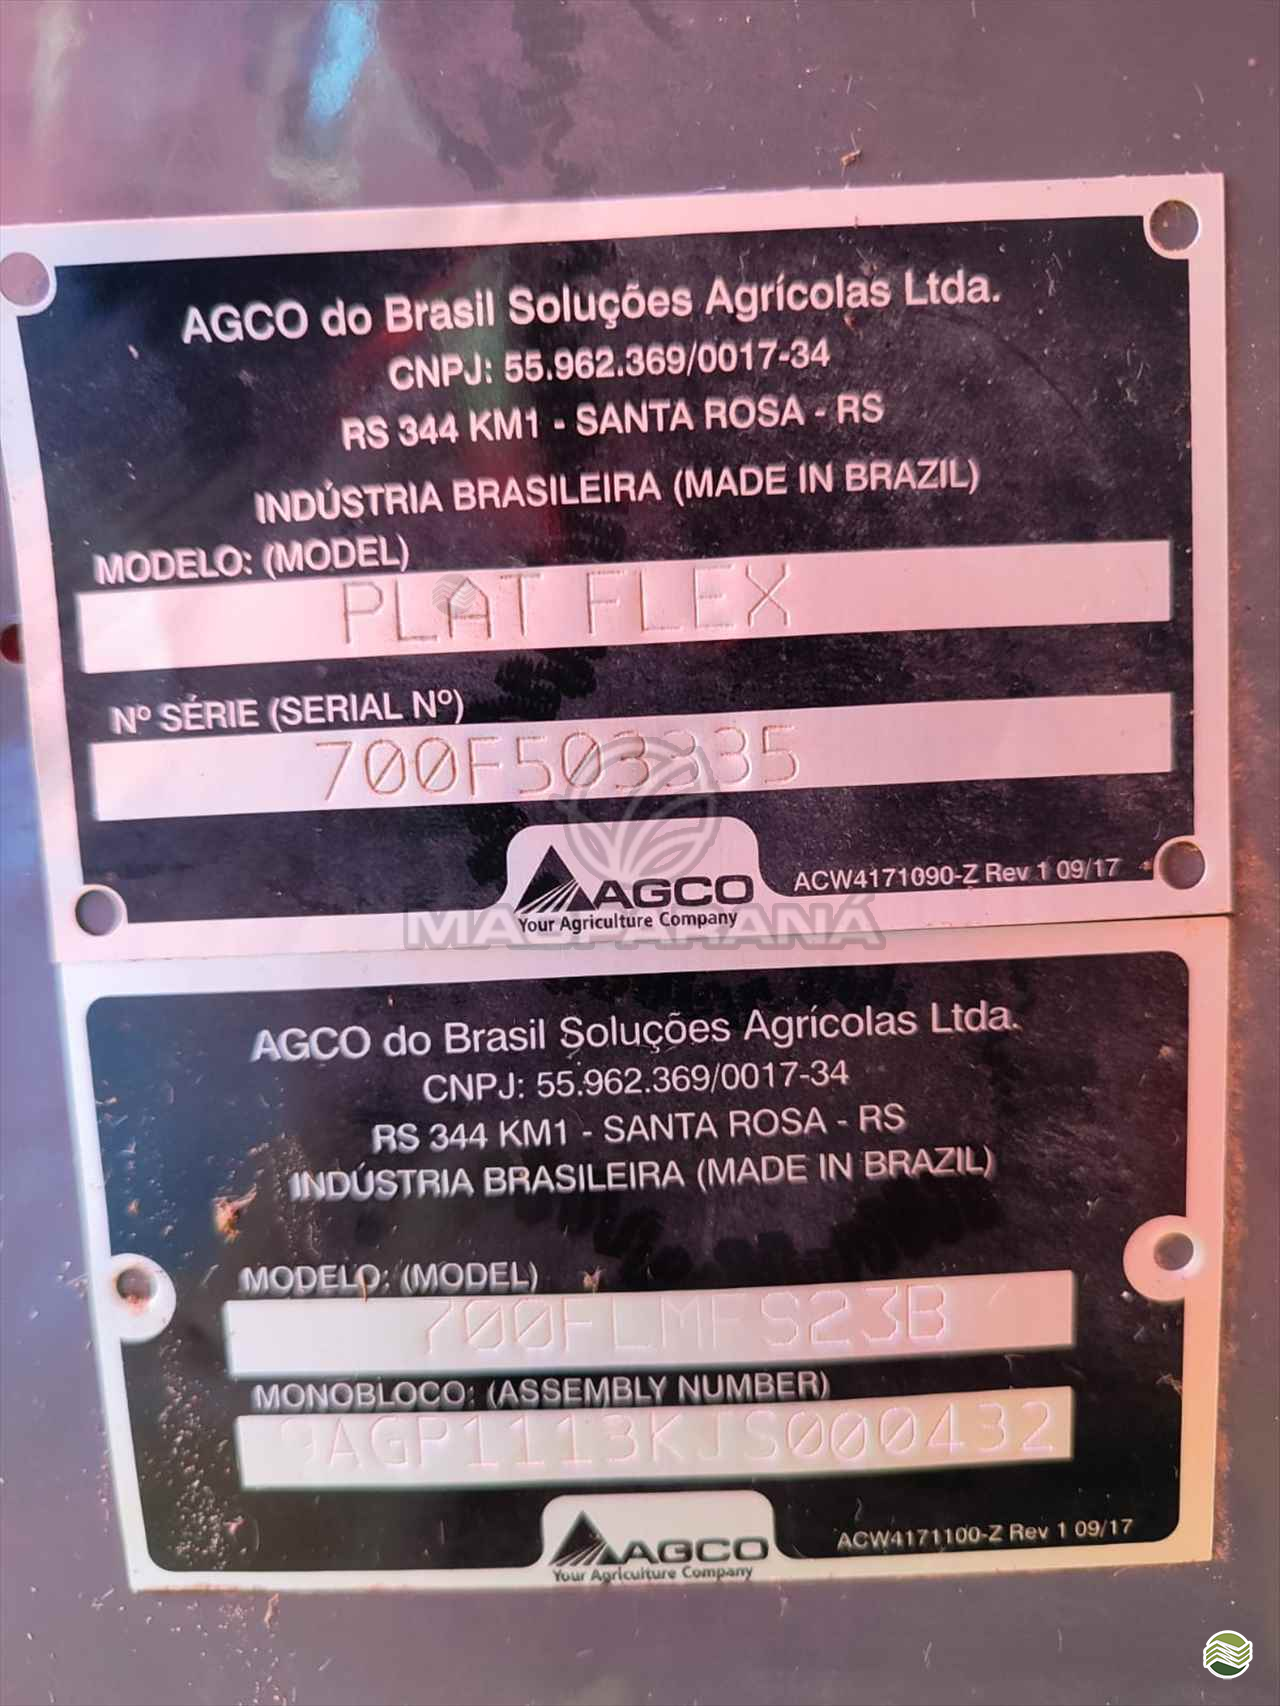 AGCO do Brasil Soluções Agrícolas Ltda.
CNPJ: 55.962.369/0017-34
RS 344 KM1 - SANTA ROSA - RS
INDÚSTRIA BRASILEIRA (MADE IN BRAZIL)
MODELO: (MODEL)
PLAT FLEX
Nº SÉRIE (SERIAL Nº)
700F503335
AGCO
Your Agriculture Company
ACW4171090-Z Rev 1 09/17
MACPARANÁ
AGCO do Brasil Soluções Agrícolas Ltda.
CNPJ: 55.962.369/0017-34
RS 344 KM1 - SANTA ROSA - RS
INDÚSTRIA BRASILEIRA (MADE IN BRAZIL)
MODELO: (MODEL)
700FLMFS23B
MONOBLOCO: (ASSEMBLY NUMBER)
9AGP1113KJS000432
AGCO
Your Agriculture Company
ACW4171100-Z Rev 1 09/17